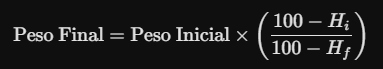 Peso Final = Peso Inicial × ( (100 − H_i) / (100 − H_f) )